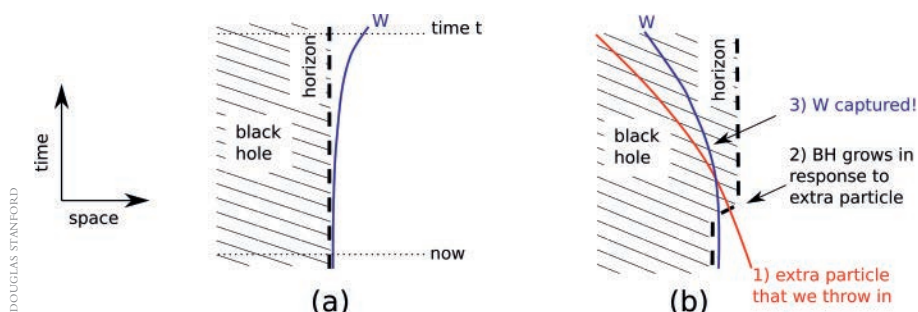 W
time t
horizon
black
hole
now
(a)
time
space
DOUGLAS STANFORD
W
horizon
black
hole
3) W captured!
2) BH grows in
response to
extra particle
1) extra particle
that we throw in
(b)